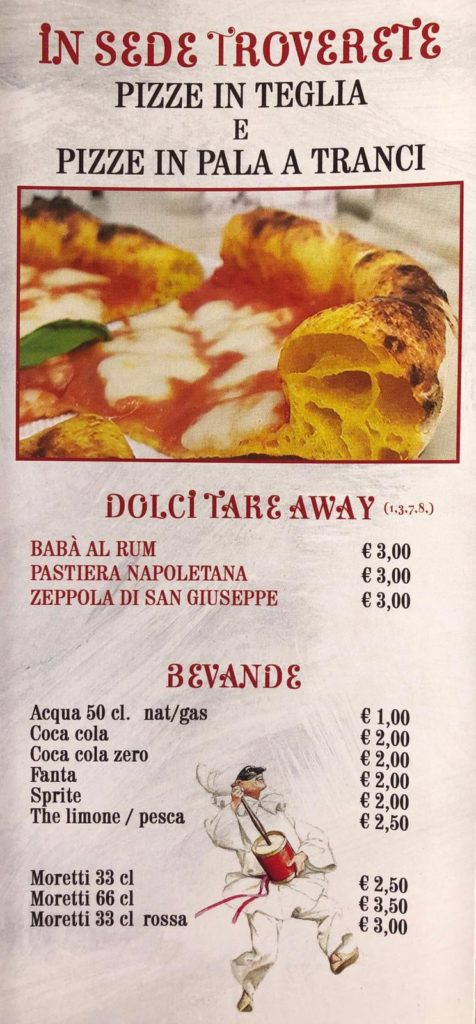 IN SEDE TROVERETE
PIZZE IN TEGLIA
E
PIZZE IN PALA A TRANCI
DOLCI TAKE AWAY (1,3,7,8,)
BABÀ AL RUM € 3,00
PASTIERA NAPOLETANA € 3,00
ZEPPOLA DI SAN GIUSEPPE € 3,00
BEVANDE
Acqua 50 cl. nat/gas € 1,00
Coca cola € 2,00
Coca cola zero € 2,00
Fanta € 2,00
Sprite € 2,00
The limone / pesca € 2,50
Moretti 33 cl € 2,50
Moretti 66 cl € 3,50
Moretti 33 cl rossa € 3,00